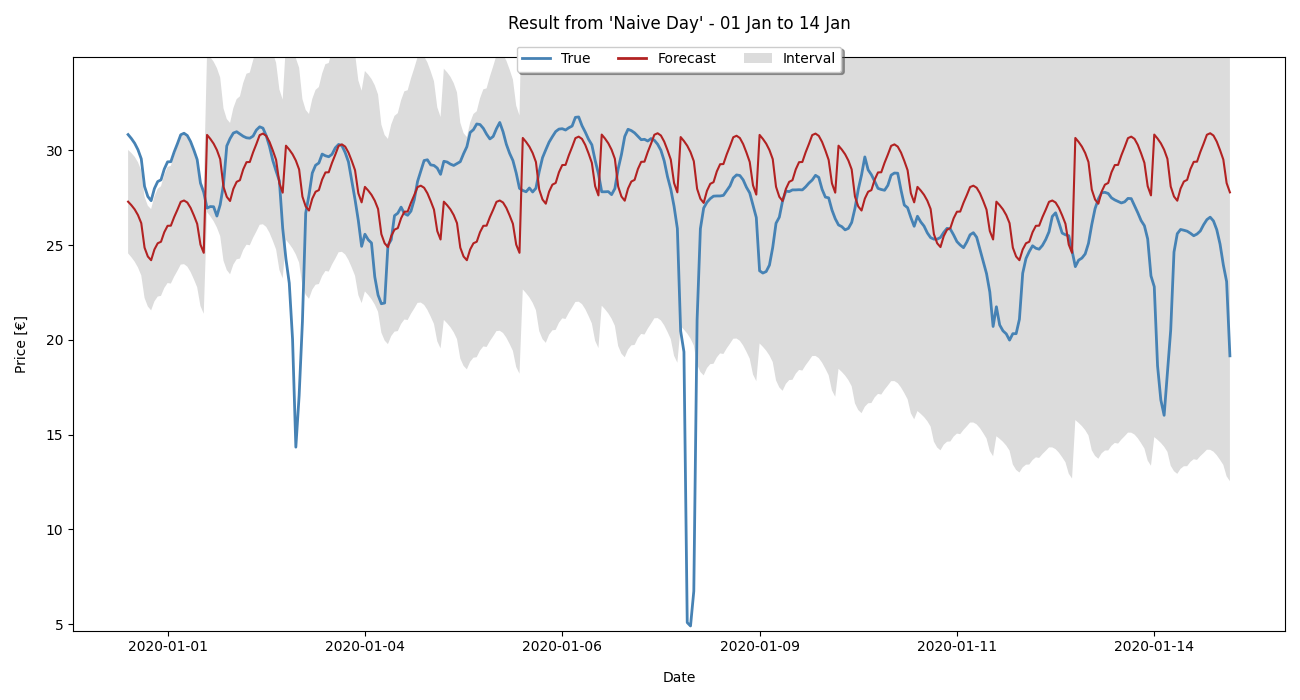 Result from 'Naive Day' - 01 Jan to 14 Jan
True Forecast Interval
30
25
20
15
10
5
Price [€]
2020-01-01 2020-01-04 2020-01-06 2020-01-09 2020-01-11 2020-01-14
Date